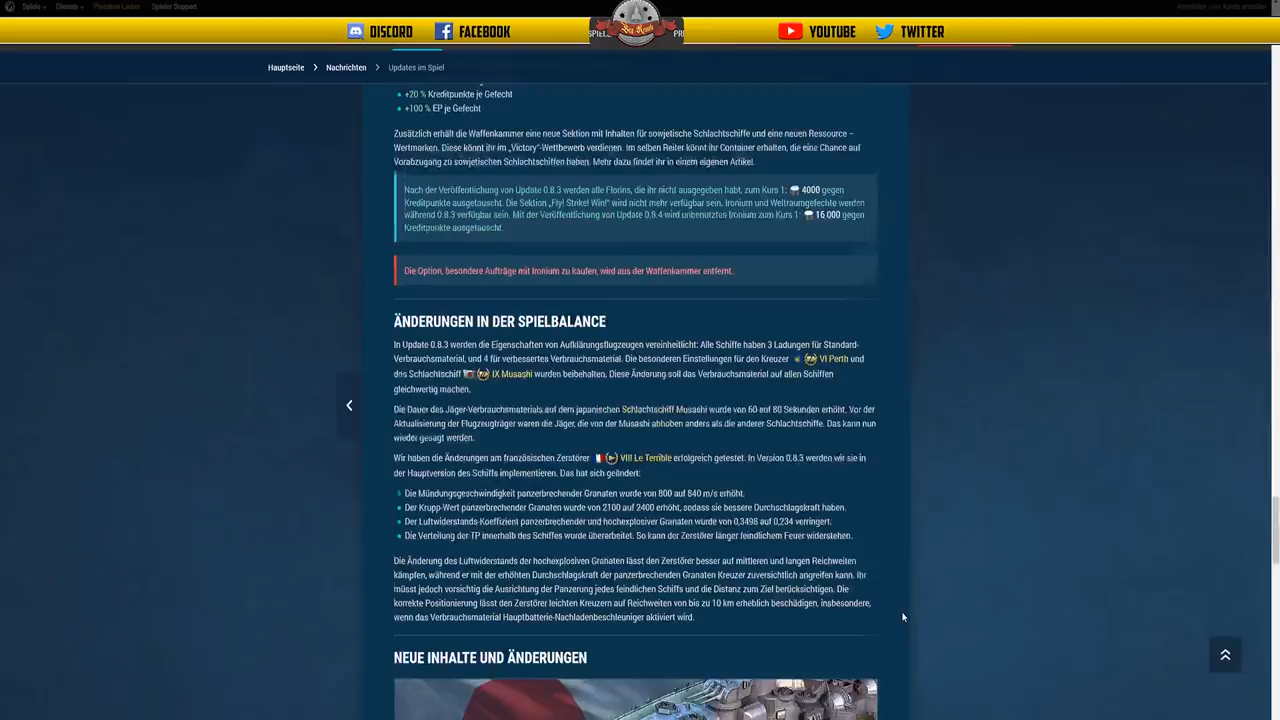 Spiele Dienste Premium-Laden Spieler Support
Anmelden Konto erstellen
DISCORD FACEBOOK YOUTUBE TWITTER
Hauptseite Nachrichten Updates im Spiel
+20 % Kreditpunkte je Gefecht
+100 % EP je Gefecht
Zusätzlich erhält die Waffenkammer eine neue Sektion mit Inhalten für sowjetische Schlachtschiffe und eine neuen Ressource –
Wertmarken. Diese könnt ihr im „Victory“-Wettbewerb verdienen. Im selben Reiter könnt ihr Container erhalten, die eine Chance auf
Vorabzugang zu sowjetischen Schlachtschiffen haben. Mehr dazu findet ihr in einem eigenen Artikel.
Nach der Veröffentlichung von Update 0.8.3 werden alle Florins, die ihr nicht ausgegeben habt, zum Kurs 1: 4000 gegen
Kreditpunkte ausgetauscht. Die Sektion „Fly! Strike! Win!“ wird nicht mehr verfügbar sein. Ironium und Weltraumgefechte werden
während 0.8.3 verfügbar sein. Mit der Veröffentlichung von Update 0.8.4 wird unbenutztes Ironium zum Kurs 1: 16 000 gegen
Kreditpunkte ausgetauscht.
Die Option, besondere Aufträge mit Ironium zu kaufen, wird aus der Waffenkammer entfernt.
ÄNDERUNGEN IN DER SPIELBALANCE
In Update 0.8.3 werden die Eigenschaften von Aufklärungsflugzeugen vereinheitlicht: Alle Schiffe haben 3 Ladungen für Standard-
Verbrauchsmaterial, und 4 für verbessertes Verbrauchsmaterial. Die besonderen Einstellungen für den Kreuzer VI Perth und
das Schlachtschiff IX Musashi wurden beibehalten. Diese Änderung soll das Verbrauchsmaterial auf allen Schiffen
gleichwertig machen.
Die Dauer des Jäger-Verbrauchsmaterials auf dem japanischen Schlachtschiff Musashi wurde von 60 auf 80 Sekunden erhöht. Vor der
Aktualisierung der Flugzeugträger waren die Jäger, die von der Musashi abhoben anders als die anderer Schlachtschiffe. Das kann nun
wieder gesagt werden.
Wir haben die Änderungen am französischen Zerstörer VIII Le Terrible erfolgreich getestet. In Version 0.8.3 werden wir sie in
der Hauptversion des Schiffs implementieren. Das hat sich geändert:
Die Mündungsgeschwindigkeit panzerbrechender Granaten wurde von 800 auf 840 m/s erhöht.
Der Krupp-Wert panzerbrechender Granaten wurde von 2100 auf 2400 erhöht, sodass sie bessere Durchschlagskraft haben.
Der Luftwiderstands-Koeffizient panzerbrechender und hochexplosiver Granaten wurde von 0,3498 auf 0,234 verringert.
Die Verteilung der TP innerhalb des Schiffes wurde überarbeitet. So kann der Zerstörer länger feindlichem Feuer widerstehen.
Die Änderung des Luftwiderstands der hochexplosiven Granaten lässt den Zerstörer besser auf mittleren und langen Reichweiten
kämpfen, während er mit der erhöhten Durchschlagskraft der panzerbrechenden Granaten Kreuzer zuversichtlich angreifen kann. Ihr
müsst jedoch vorsichtig die Ausrichtung der Panzerung jedes feindlichen Schiffs und die Distanz zum Ziel berücksichtigen. Die
korrekte Positionierung lässt den Zerstörer leichten Kreuzern auf Reichweiten von bis zu 10 km erheblich beschädigen, insbesondere,
wenn das Verbrauchsmaterial Hauptbatterie-Nachladenbeschleuniger aktiviert wird.
NEUE INHALTE UND ÄNDERUNGEN